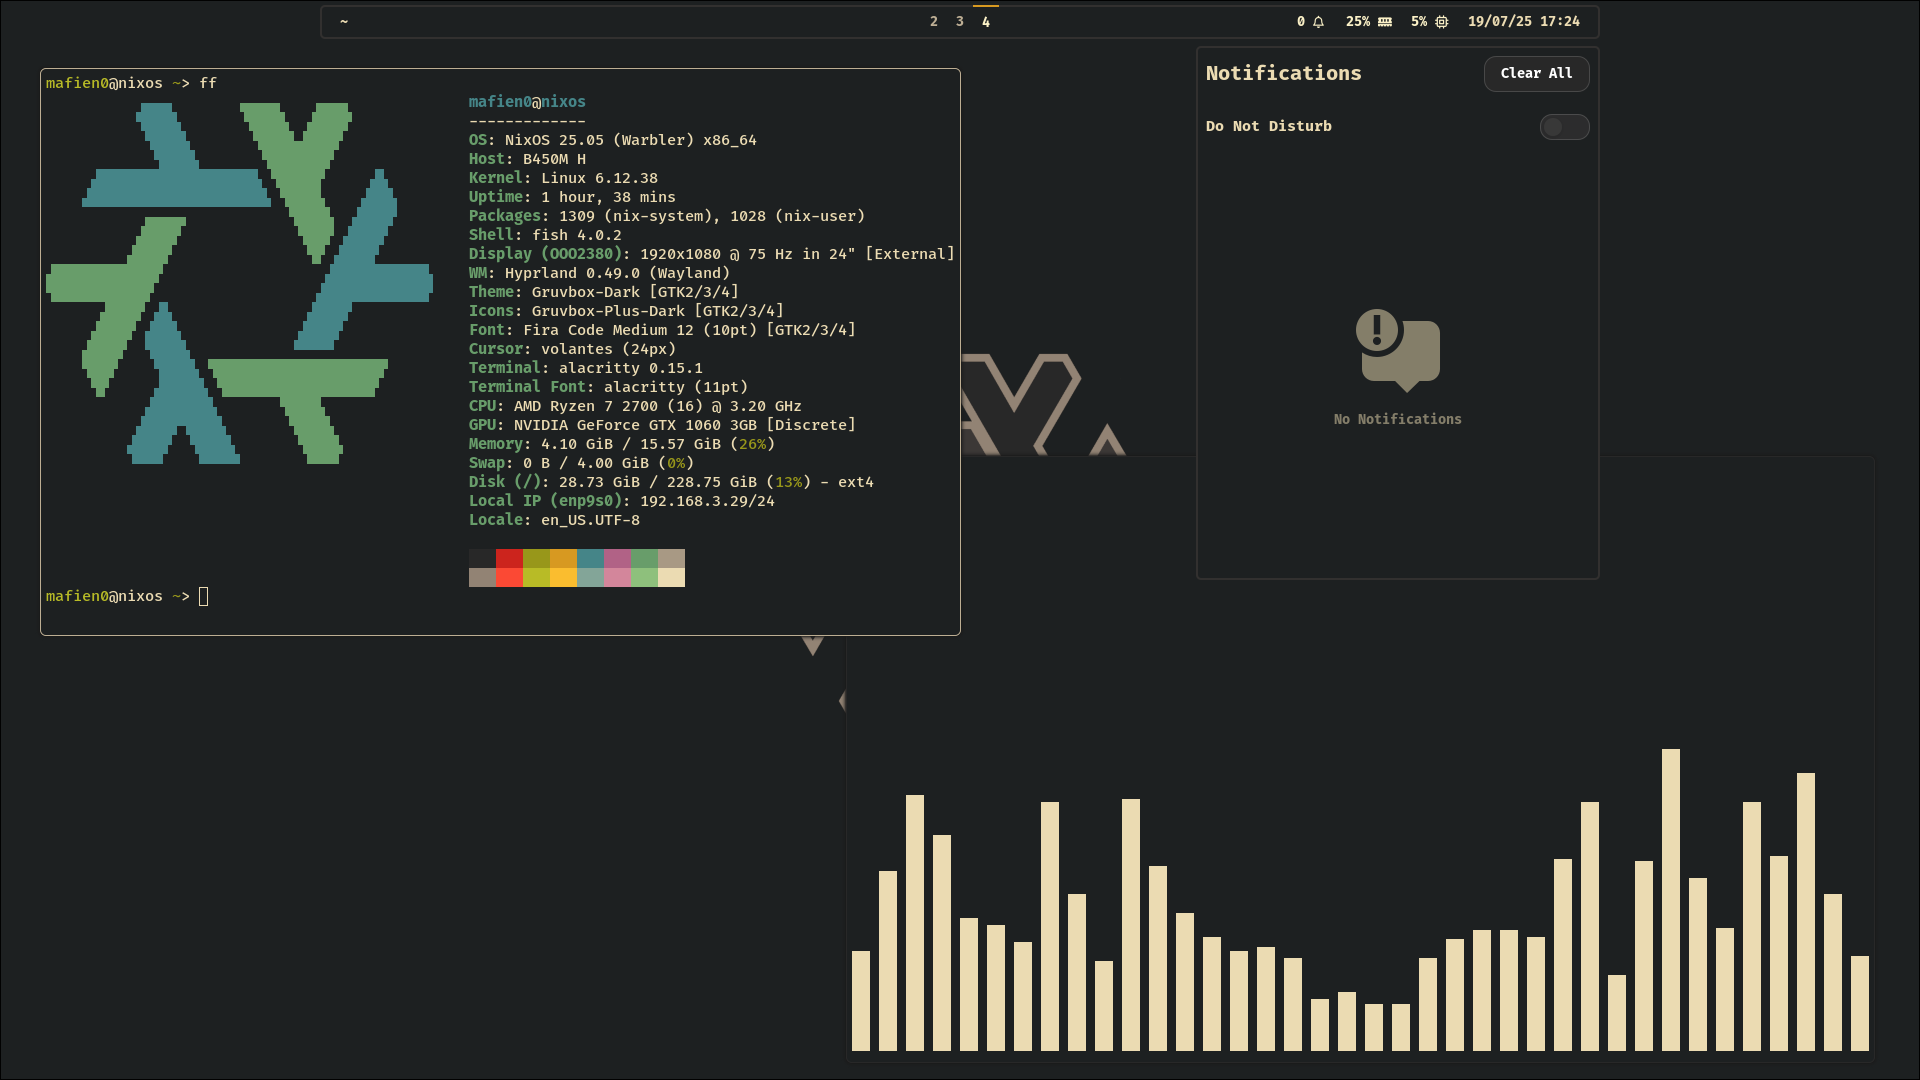 ~ 2 3 4 0 25% 5% 19/07/25 17:24
mafien0@nixos ~> ff
mafien0@nixos
-------------
OS: NixOS 25.05 (Warbler) x86_64
Host: B450M H
Kernel: Linux 6.12.38
Uptime: 1 hour, 38 mins
Packages: 1309 (nix-system), 1028 (nix-user)
Shell: fish 4.0.2
Display (OOO2380): 1920x1080 @ 75 Hz in 24" [External]
WM: Hyprland 0.49.0 (Wayland)
Theme: Gruvbox-Dark [GTK2/3/4]
Icons: Gruvbox-Plus-Dark [GTK2/3/4]
Font: Fira Code Medium 12 (10pt) [GTK2/3/4]
Cursor: volantes (24px)
Terminal: alacritty 0.15.1
Terminal Font: alacritty (11pt)
CPU: AMD Ryzen 7 2700 (16) @ 3.20 GHz
GPU: NVIDIA GeForce GTX 1060 3GB [Discrete]
Memory: 4.10 GiB / 15.57 GiB (26%)
Swap: 0 B / 4.00 GiB (0%)
Disk (/): 28.73 GiB / 228.75 GiB (13%) - ext4
Local IP (enp9s0): 192.168.3.29/24
Locale: en_US.UTF-8
mafien0@nixos ~>
Notifications
Clear All
Do Not Disturb
No Notifications